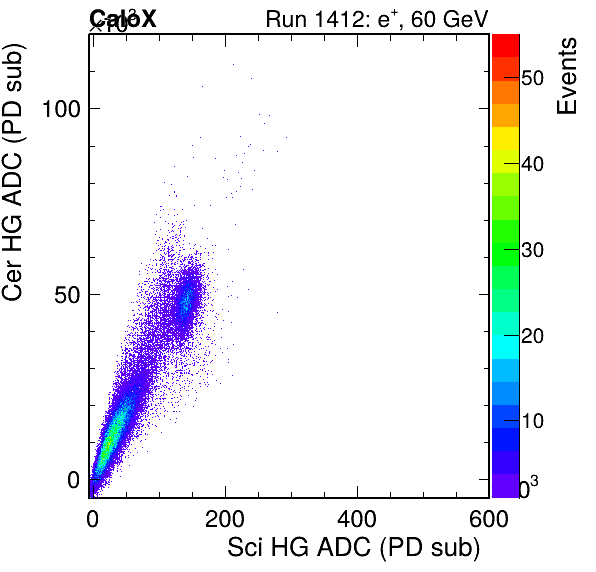 CaloX
×10³
Run 1412: e⁺, 60 GeV
Cer HG ADC (PD sub)
100
50
0
0
200
400
600
×10³
Sci HG ADC (PD sub)
Events
50
40
30
20
10